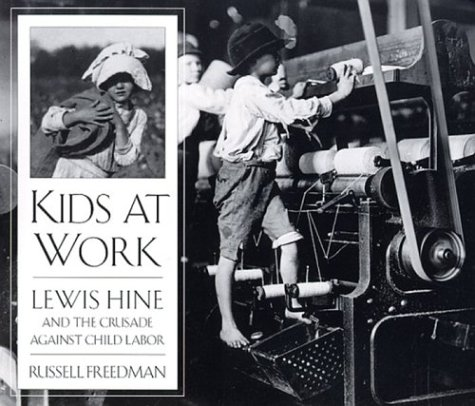 KIDS AT
WORK
LEWIS HINE
AND THE CRUSADE
AGAINST CHILD LABOR
RUSSELL FREEDMAN